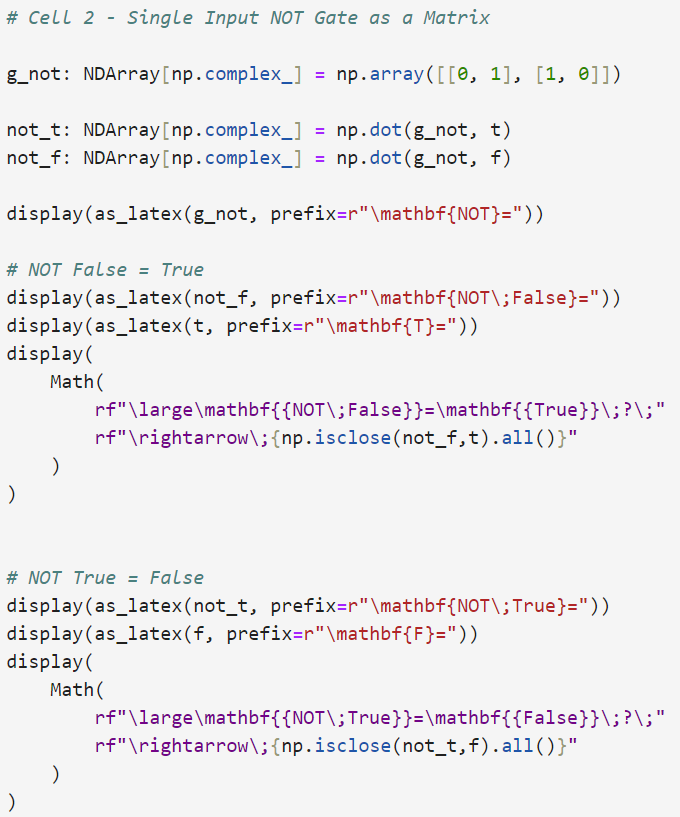 # Cell 2 - Single Input NOT Gate as a Matrix

g_not: NDArray[np.complex_] = np.array([[0, 1], [1, 0]])

not_t: NDArray[np.complex_] = np.dot(g_not, t)
not_f: NDArray[np.complex_] = np.dot(g_not, f)

display(as_latex(g_not, prefix=r"\mathbf{NOT}="))

# NOT False = True
display(as_latex(not_f, prefix=r"\mathbf{NOT\;False}="))
display(as_latex(t, prefix=r"\mathbf{T}="))
display(
    Math(
        rf"\large\mathbf{{NOT\;False}}=\mathbf{{True}}\;?\;"
        rf"\rightarrow\;{np.isclose(not_f,t).all()}"
    )
)


# NOT True = False
display(as_latex(not_t, prefix=r"\mathbf{NOT\;True}="))
display(as_latex(f, prefix=r"\mathbf{F}="))
display(
    Math(
        rf"\large\mathbf{{NOT\;True}}=\mathbf{{False}}\;?\;"
        rf"\rightarrow\;{np.isclose(not_t,f).all()}"
    )
)